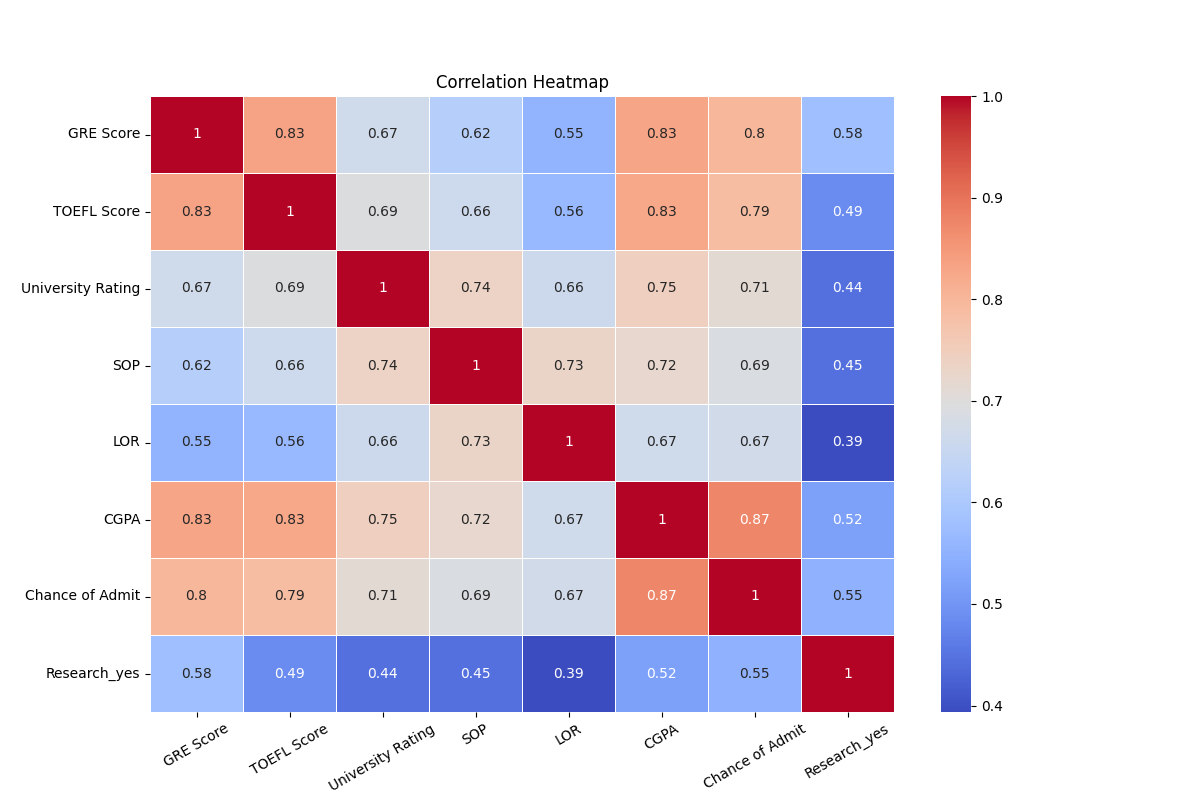 Correlation Heatmap
GRE Score 1 0.83 0.67 0.62 0.55 0.83 0.8 0.58
TOEFL Score 0.83 1 0.69 0.66 0.56 0.83 0.79 0.49
University Rating 0.67 0.69 1 0.74 0.66 0.75 0.71 0.44
SOP 0.62 0.66 0.74 1 0.73 0.72 0.69 0.45
LOR 0.55 0.56 0.66 0.73 1 0.67 0.67 0.39
CGPA 0.83 0.83 0.75 0.72 0.67 1 0.87 0.52
Chance of Admit 0.8 0.79 0.71 0.69 0.67 0.87 1 0.55
Research_yes 0.58 0.49 0.44 0.45 0.39 0.52 0.55 1
GRE Score TOEFL Score University Rating SOP LOR CGPA Chance of Admit Research_yes
1.0
0.9
0.8
0.7
0.6
0.5
0.4